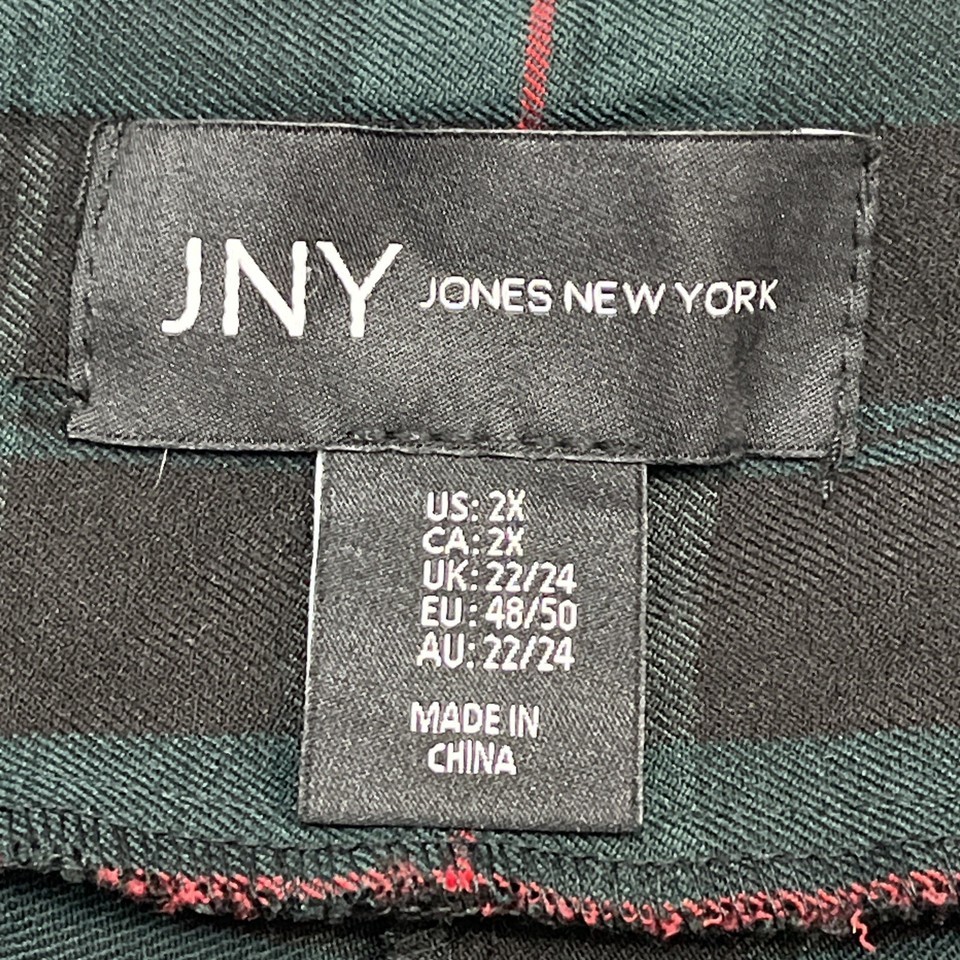 JNY JONES NEW YORK
US: 2X
CA: 2X
UK: 22/24
EU: 48/50
AU: 22/24
MADE IN
CHINA